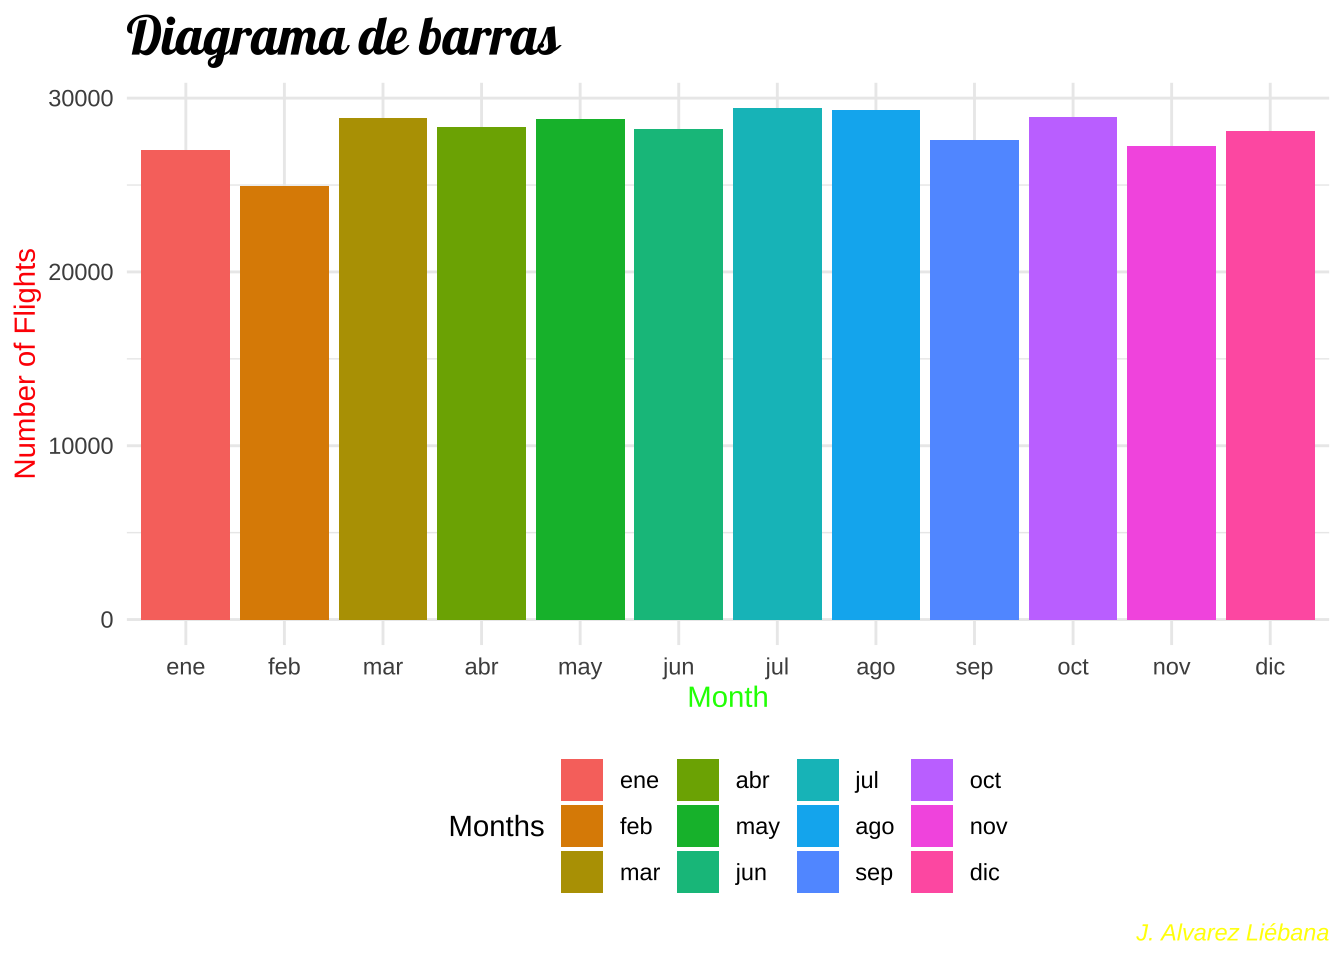 Diagrama de barras
Number of Flights
30000
20000
10000
0
ene feb mar abr may jun jul ago sep oct nov dic
Month
Months
ene abr jul oct
feb may ago nov
mar jun sep dic
J. Alvarez Liébana